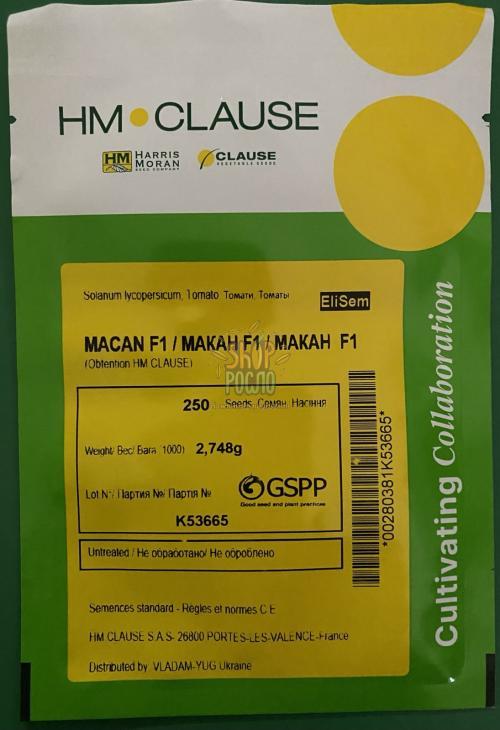 HM CLAUSE
HM HARRIS MORAN SEED COMPANY
CLAUSE VEGETABLE SEEDS
Solanum lycopersicum, Tomato Томати, Томаты
EliSem
MACAN F1 / МАКАН F1 / МАКАН F1
(Obtention HM CLAUSE)
SHOP РОСЛО
250 Seeds, Семян, Насіння
Weight/ Вес/ Вага (1000) 2,748g
Lot N°/ Партия №/ Партія №
GSPP
Good seed and plant practices
K53665
Untreated / Не обработано/ Не оброблено
Semences standard - Règles et normes C E
HM CLAUSE S.A.S- 26800 PORTES-LES-VALENCE-France
Distributed by VLADAM-YUG Ukraine
*00280381K53665*
Cultivating Collaboration